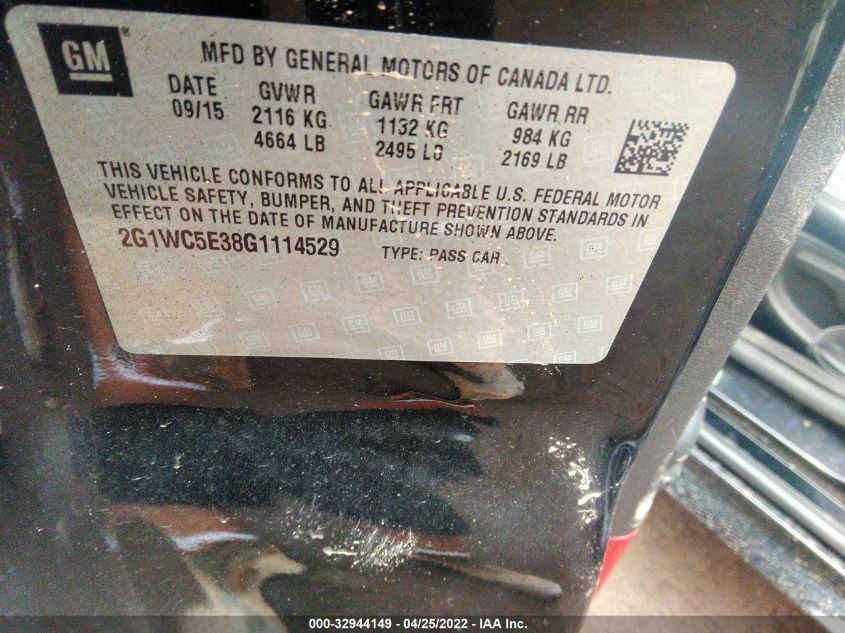 GM
MFD BY GENERAL MOTORS OF CANADA LTD.
DATE GVWR GAWR FRT GAWR RR
09/15 2116 KG 1132 KG 984 KG
4664 LB 2495 LB 2169 LB
THIS VEHICLE CONFORMS TO ALL APPLICABLE U.S. FEDERAL MOTOR
VEHICLE SAFETY, BUMPER, AND THEFT PREVENTION STANDARDS IN
EFFECT ON THE DATE OF MANUFACTURE SHOWN ABOVE.
2G1WC5E38G1114529 TYPE: PASS CAR
000-32944149 - 04/25/2022 - IAA Inc.